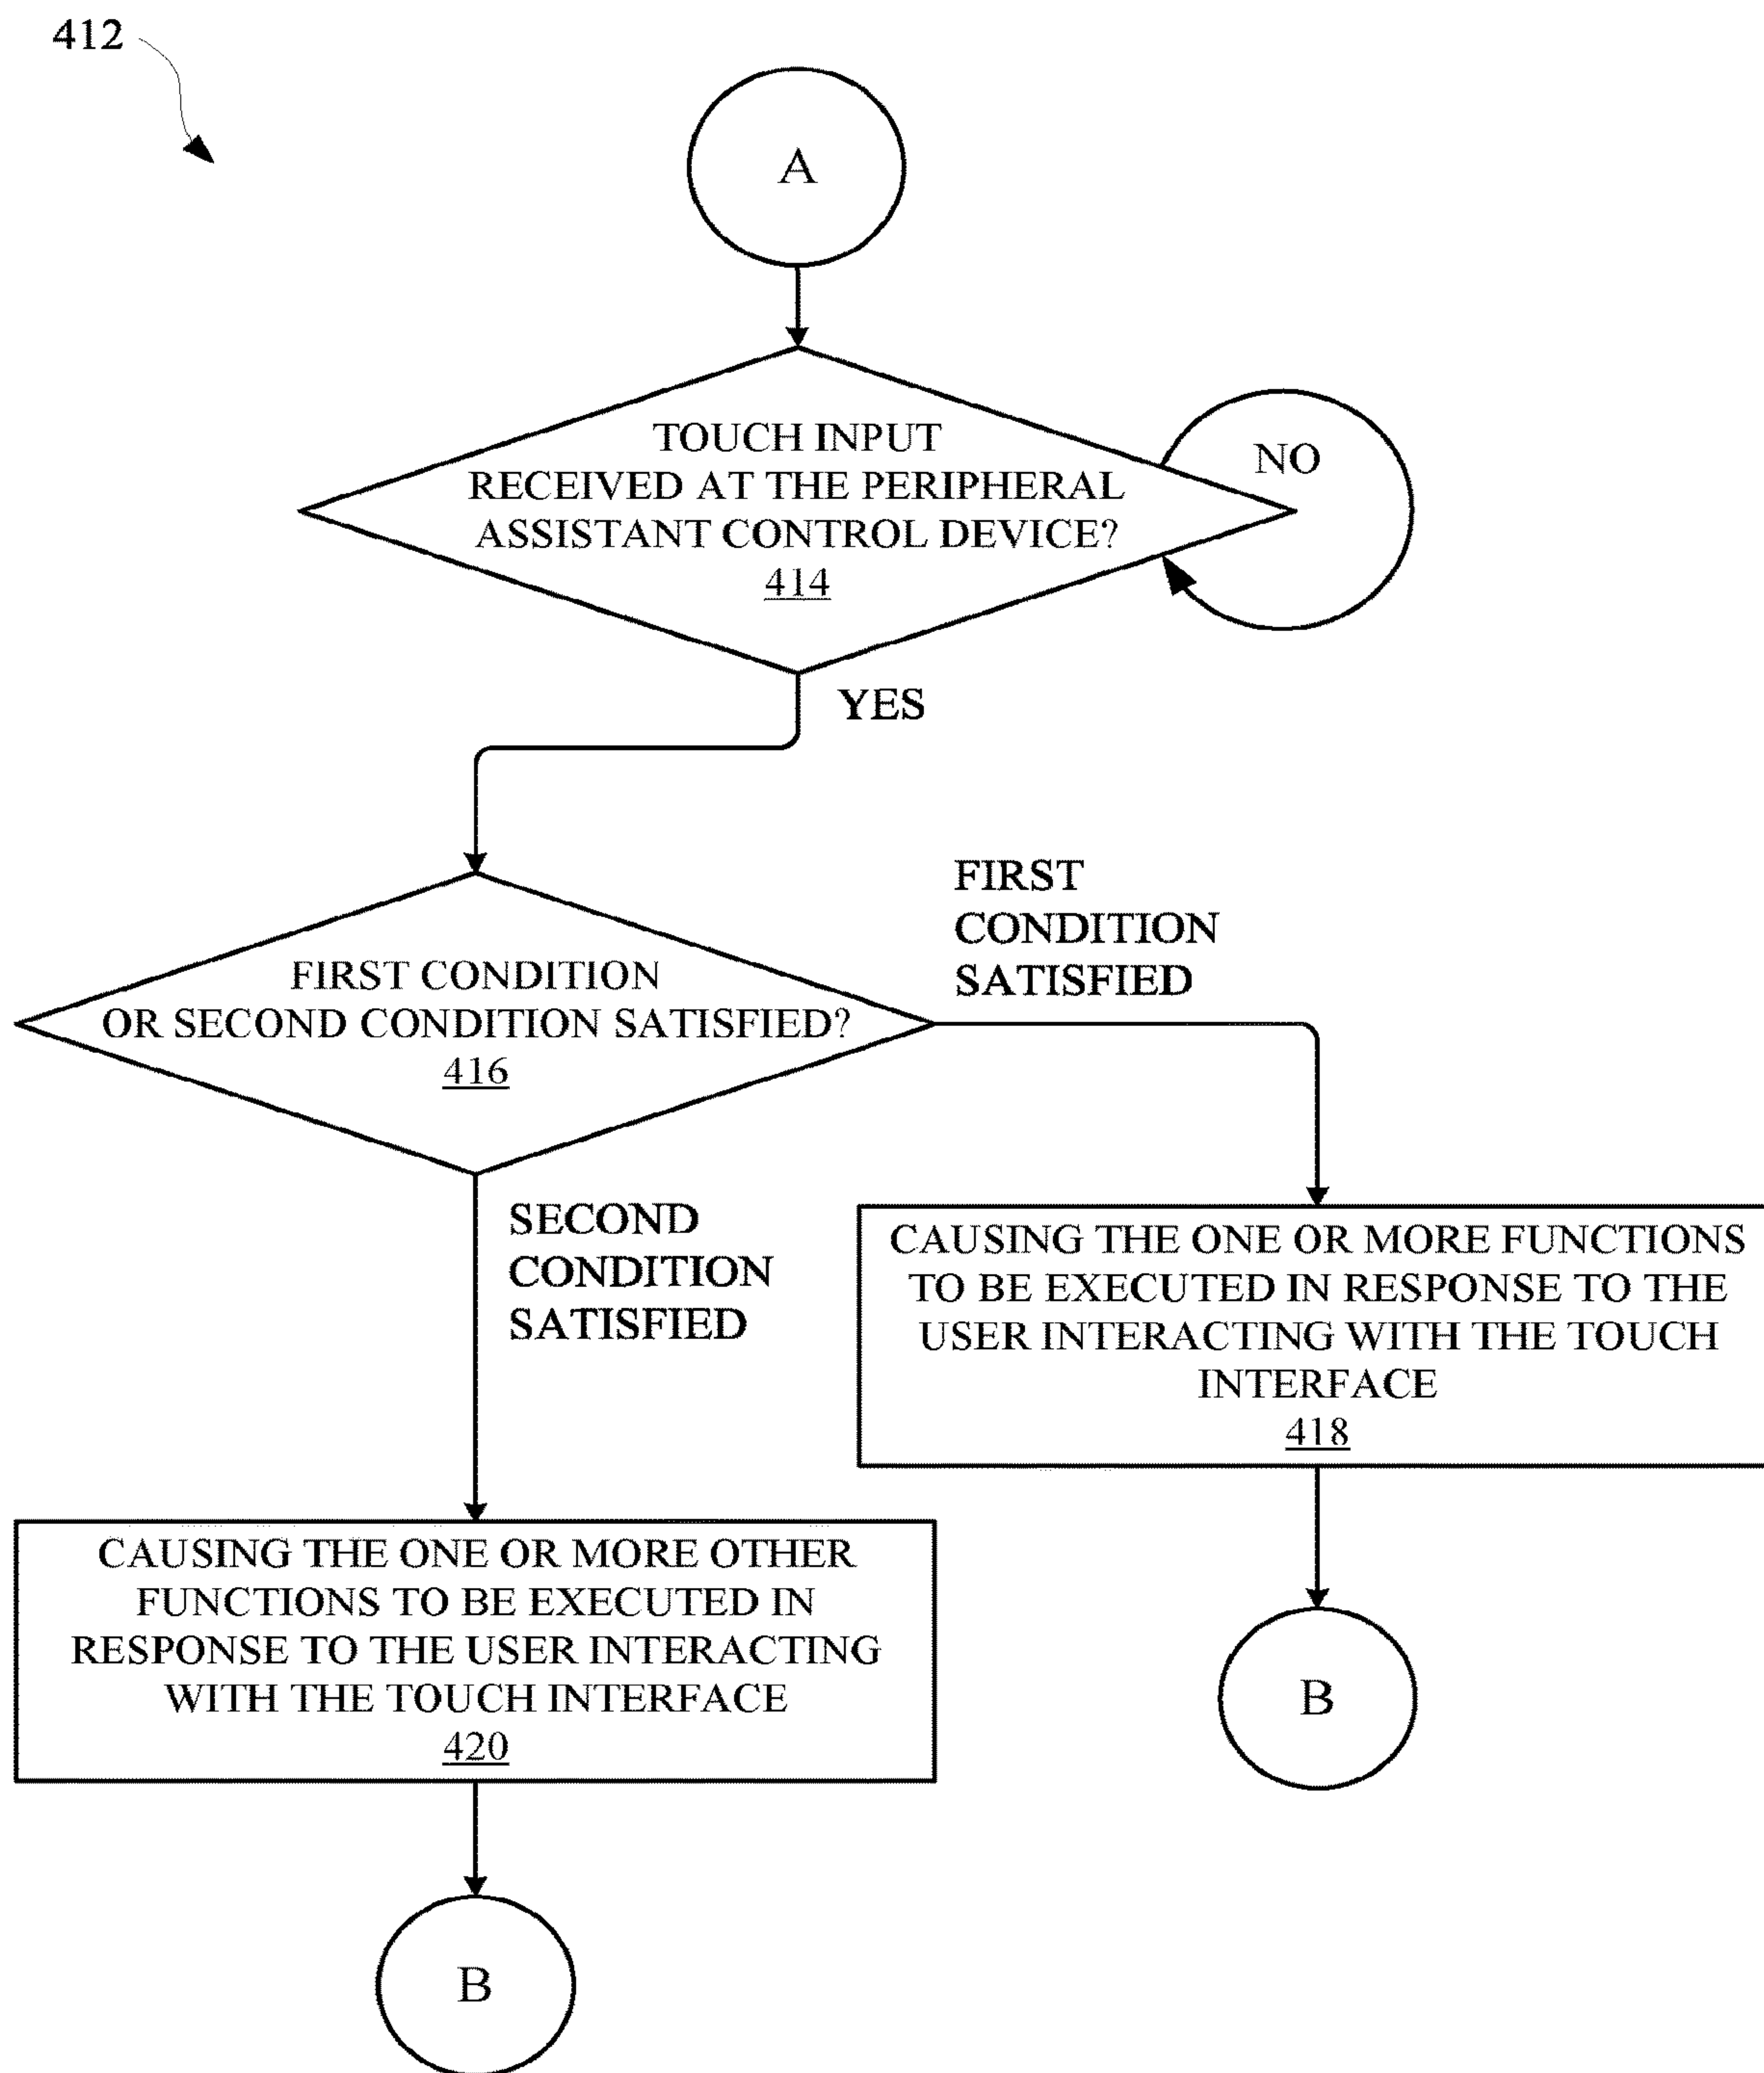 412
A
TOUCH INPUT
RECEIVED AT THE PERIPHERAL
ASSISTANT CONTROL DEVICE?
414
NO
YES
FIRST CONDITION
OR SECOND CONDITION SATISFIED?
416
FIRST
CONDITION
SATISFIED
SECOND
CONDITION
SATISFIED
CAUSING THE ONE OR MORE FUNCTIONS
TO BE EXECUTED IN RESPONSE TO THE
USER INTERACTING WITH THE TOUCH
INTERFACE
418
B
CAUSING THE ONE OR MORE OTHER
FUNCTIONS TO BE EXECUTED IN
RESPONSE TO THE USER INTERACTING
WITH THE TOUCH INTERFACE
420
B